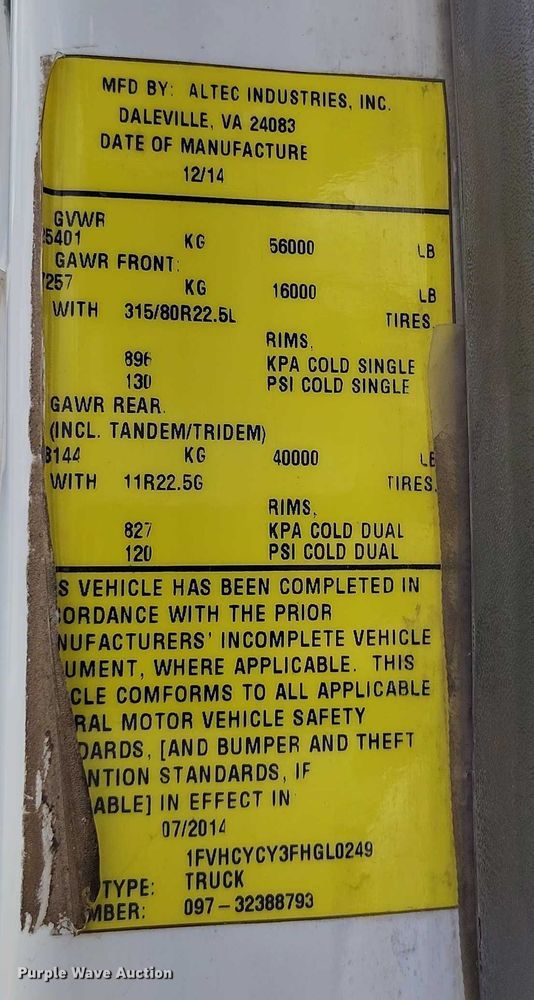 MFD BY: ALTEC INDUSTRIES, INC.
DALEVILLE, VA 24083
DATE OF MANUFACTURE
12/14
GVWR
25401 KG 56000 LB
GAWR FRONT:
7257 KG 16000 LB
WITH 315/80R22.5L TIRES,
RIMS,
896 KPA COLD SINGLE
130 PSI COLD SINGLE
GAWR REAR
(INCL. TANDEM/TRIDEM)
8144 KG 40000 LB
WITH 11R22.5G TIRES,
RIMS,
827 KPA COLD DUAL
120 PSI COLD DUAL
S VEHICLE HAS BEEN COMPLETED IN
CORDANCE WITH THE PRIOR
NUFACTURERS' INCOMPLETE VEHICLE
UMENT, WHERE APPLICABLE. THIS
CLE COMFORMS TO ALL APPLICABLE
RAL MOTOR VEHICLE SAFETY
DARDS, [AND BUMPER AND THEFT
NTION STANDARDS, IF
ABLE] IN EFFECT IN
07/2014
1FVHCYCY3FHGL0249
TYPE: TRUCK
MBER: 097-32388793
Purple Wave Auction